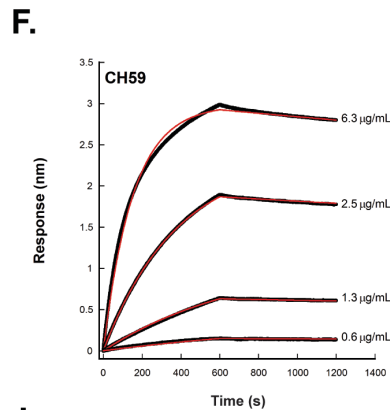 F.
CH59
Response (nm)
3.5
3
2.5
2
1.5
1
0.5
0
6.3 µg/mL
2.5 µg/mL
1.3 µg/mL
0.6 µg/mL
0 200 400 600 800 1000 1200 1400
Time (s)